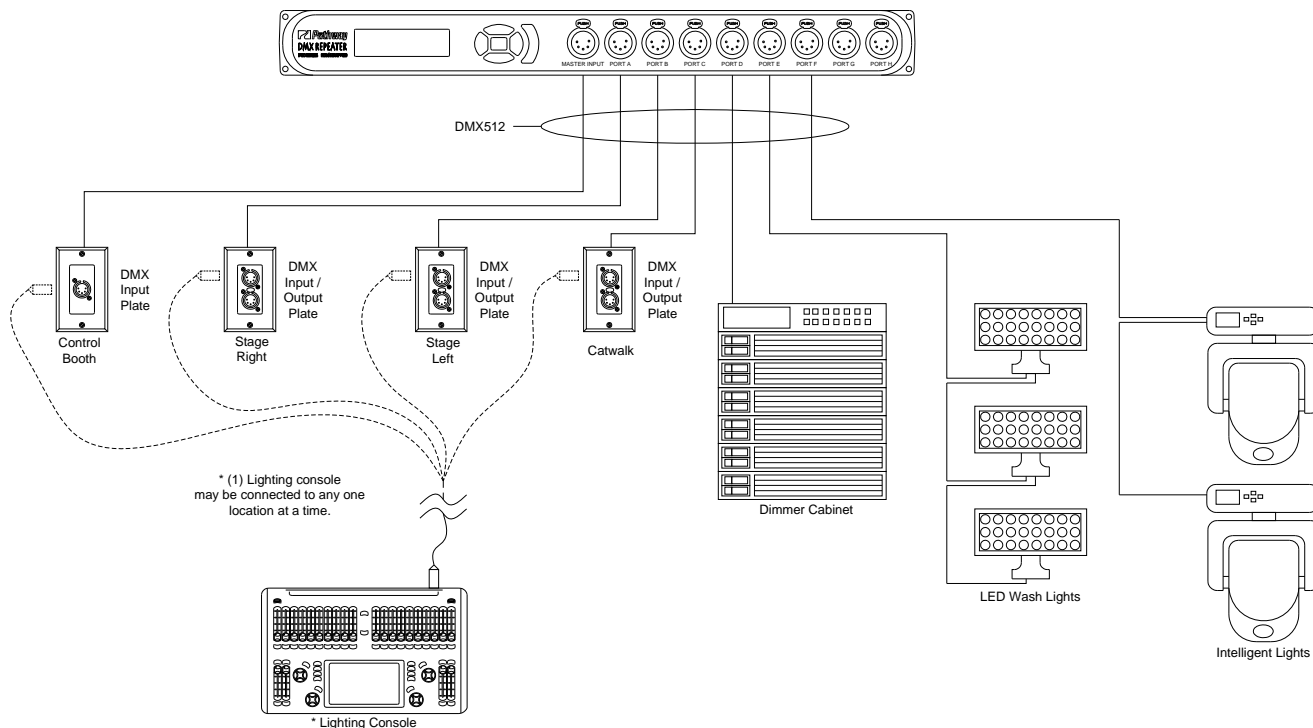 Pathway
DMX REPEATER
PUSH PUSH PUSH PUSH PUSH PUSH PUSH PUSH PUSH
MASTER INPUT PORT A PORT B PORT C PORT D PORT E PORT F PORT G PORT H
DMX512
DMX
Input
Plate
Control
Booth
DMX
Input /
Output
Plate
Stage
Right
DMX
Input /
Output
Plate
Stage
Left
DMX
Input /
Output
Plate
Catwalk
* (1) Lighting console
may be connected to any one
location at a time.
* Lighting Console
Dimmer Cabinet
LED Wash Lights
Intelligent Lights